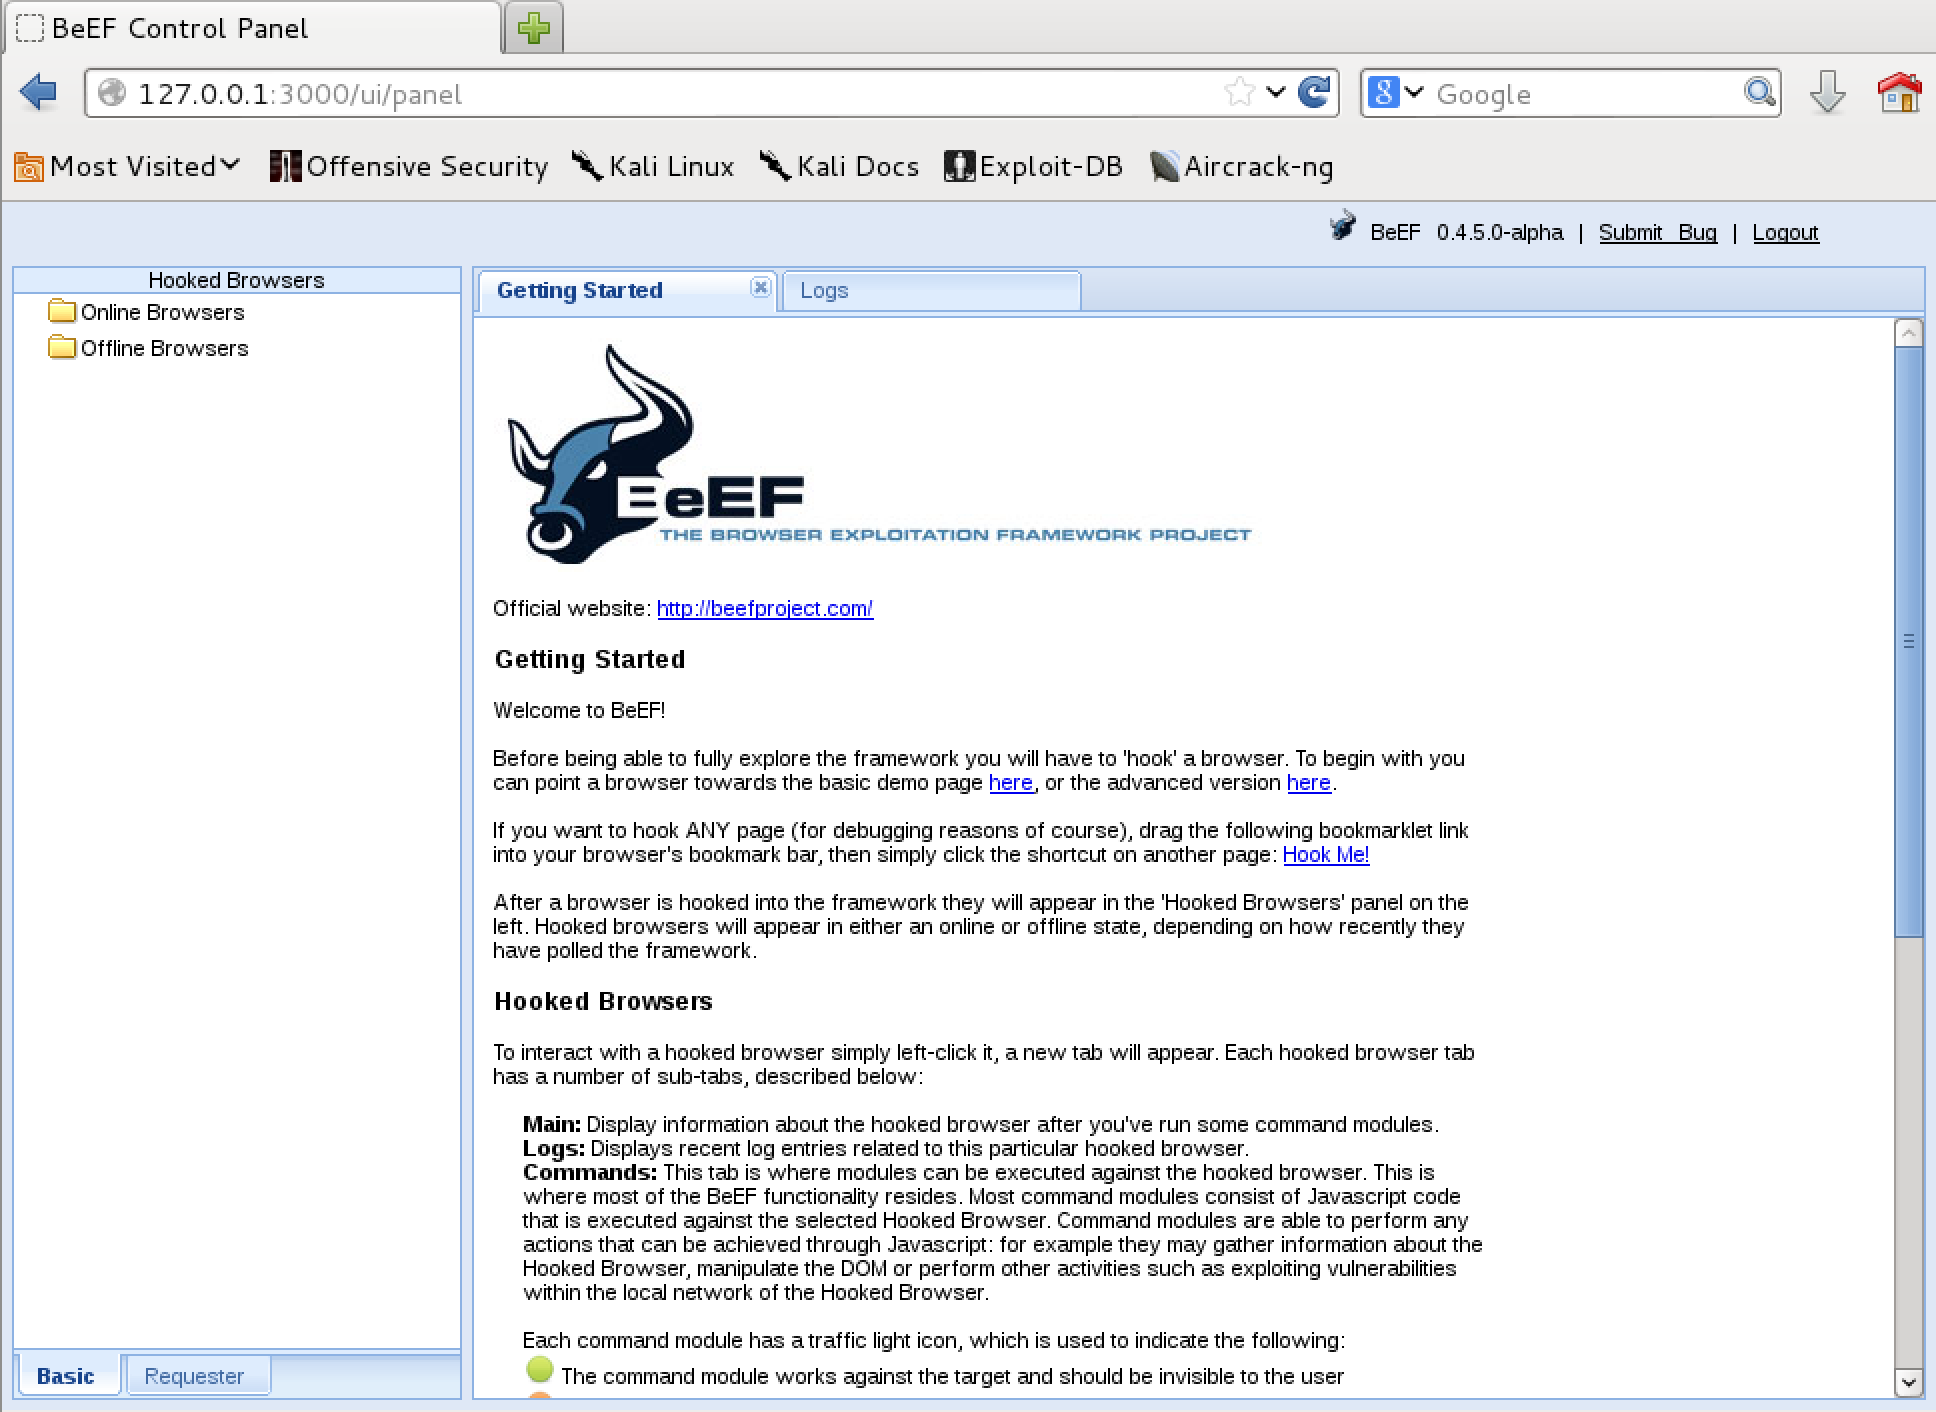 BeEF Control Panel
127.0.0.1:3000/ui/panel
8 Google
Most Visited Offensive Security Kali Linux Kali Docs Exploit-DB Aircrack-ng
BeEF 0.4.5.0-alpha | Submit Bug | Logout
Hooked Browsers
Online Browsers
Offline Browsers
Getting Started Logs
BeEF
THE BROWSER EXPLOITATION FRAMEWORK PROJECT
Official website: http://beefproject.com/
Getting Started
Welcome to BeEF!
Before being able to fully explore the framework you will have to 'hook' a browser. To begin with you
can point a browser towards the basic demo page here, or the advanced version here.
If you want to hook ANY page (for debugging reasons of course), drag the following bookmarklet link
into your browser's bookmark bar, then simply click the shortcut on another page: Hook Me!
After a browser is hooked into the framework they will appear in the 'Hooked Browsers' panel on the
left. Hooked browsers will appear in either an online or offline state, depending on how recently they
have polled the framework.
Hooked Browsers
To interact with a hooked browser simply left-click it, a new tab will appear. Each hooked browser tab
has a number of sub-tabs, described below:
Main: Display information about the hooked browser after you've run some command modules.
Logs: Displays recent log entries related to this particular hooked browser.
Commands: This tab is where modules can be executed against the hooked browser. This is
where most of the BeEF functionality resides. Most command modules consist of Javascript code
that is executed against the selected Hooked Browser. Command modules are able to perform any
actions that can be achieved through Javascript: for example they may gather information about the
Hooked Browser, manipulate the DOM or perform other activities such as exploiting vulnerabilities
within the local network of the Hooked Browser.
Each command module has a traffic light icon, which is used to indicate the following:
The command module works against the target and should be invisible to the user
Basic Requester